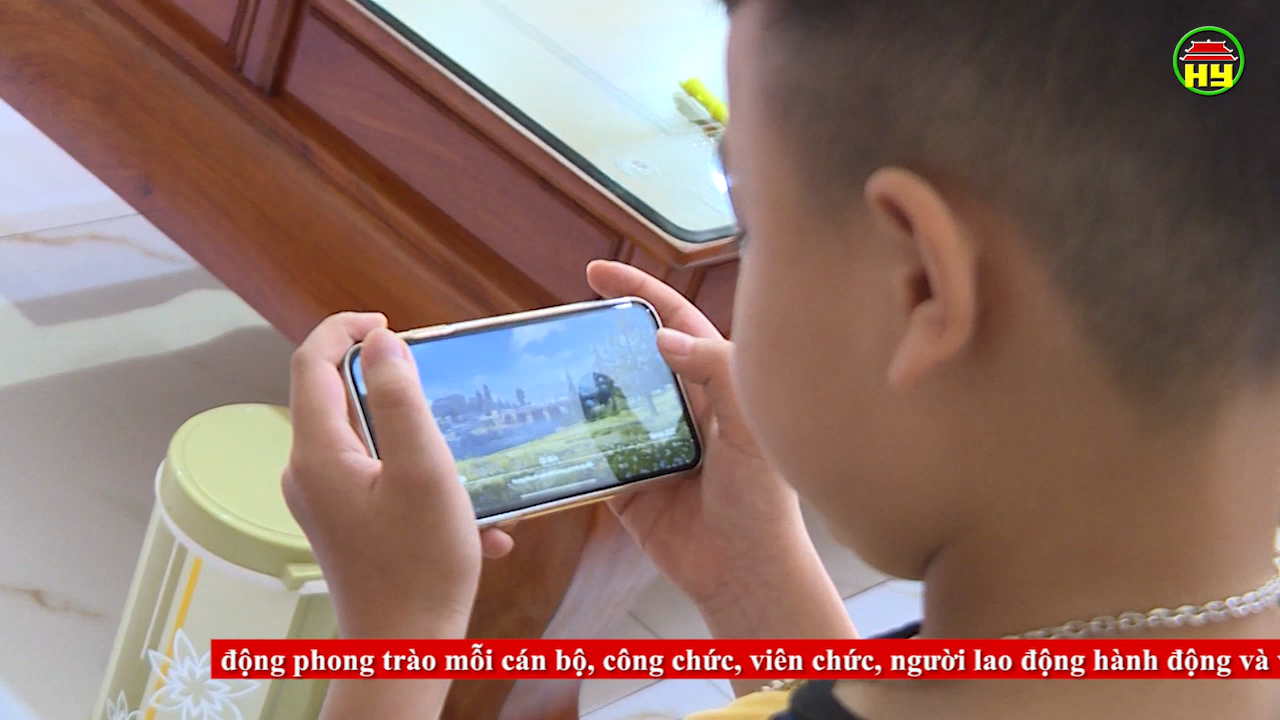 HY
động phong trào mỗi cán bộ, công chức, viên chức, người lao động hành động và